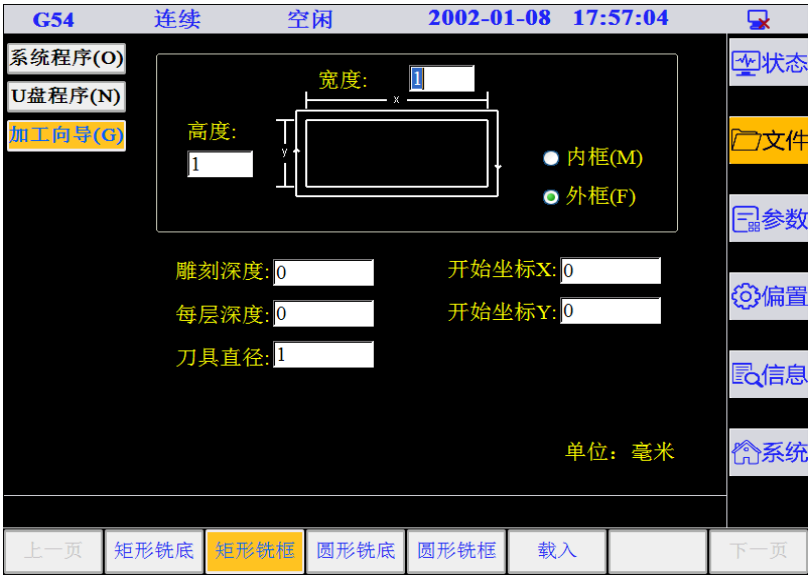 G54 连续 空闲 2002-01-08 17:57:04
系统程序(O)
U盘程序(N)
加工向导(G)
宽度: 1
x
高度:
1
y
内框(M)
外框(F)
雕刻深度: 0
开始坐标X: 0
每层深度: 0
开始坐标Y: 0
刀具直径: 1
单位：毫米
状态
文件
参数
偏置
信息
系统
上一页 矩形铣底 矩形铣框 圆形铣底 圆形铣框 载入 下一页